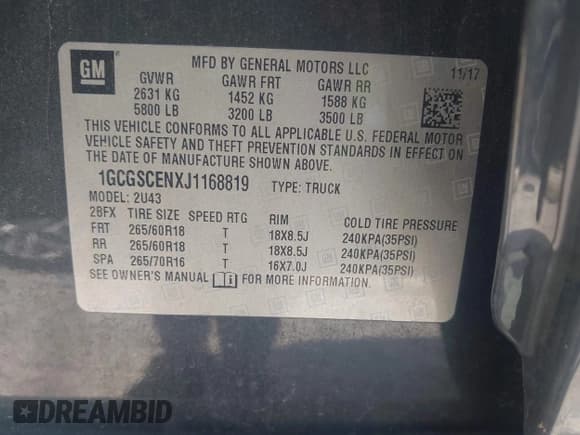 GM
MFD BY GENERAL MOTORS LLC
11/17
GVWR GAWR FRT GAWR RR
2631 KG 1452 KG 1588 KG
5800 LB 3200 LB 3500 LB
THIS VEHICLE CONFORMS TO ALL APPLICABLE U.S. FEDERAL MOTOR
VEHICLE SAFETY AND THEFT PREVENTION STANDARDS IN EFFECT ON
THE DATE OF MANUFACTURE SHOWN ABOVE.
1GCGSCENXJ1168819 TYPE: TRUCK
MODEL: 2U43
2BFX TIRE SIZE SPEED RTG RIM COLD TIRE PRESSURE
FRT 265/60R18 T 18X8.5J 240KPA(35PSI)
RR 265/60R18 T 18X8.5J 240KPA(35PSI)
SPA 265/70R16 T 16X7.0J 240KPA(35PSI)
SEE OWNER'S MANUAL FOR MORE INFORMATION.
DREAMBID